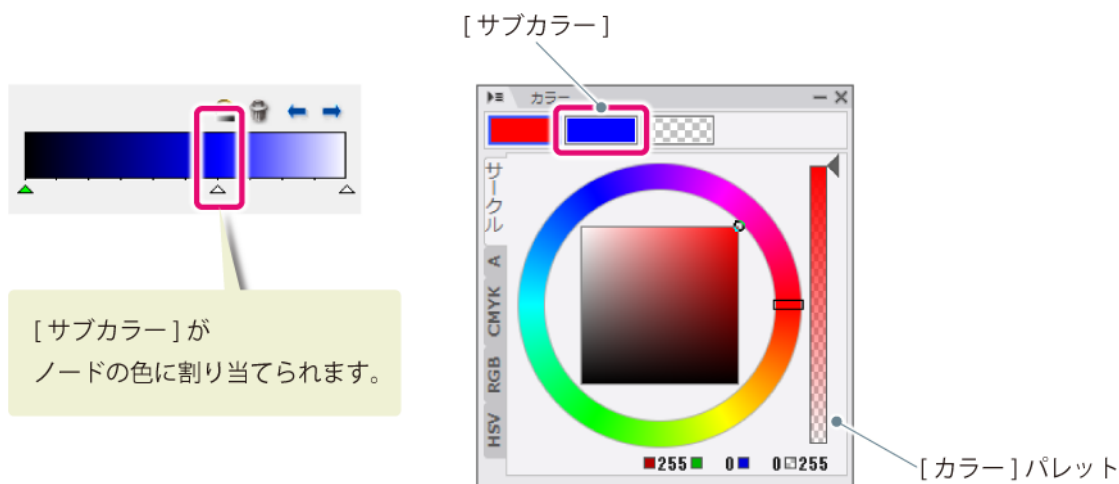 [ サブカラー ]
カラー
サークル
A
CMYK
RGB
HSV
255 0 0 255
[ サブカラー ] が
ノードの色に割り当てられます。
[ カラー ] パレット